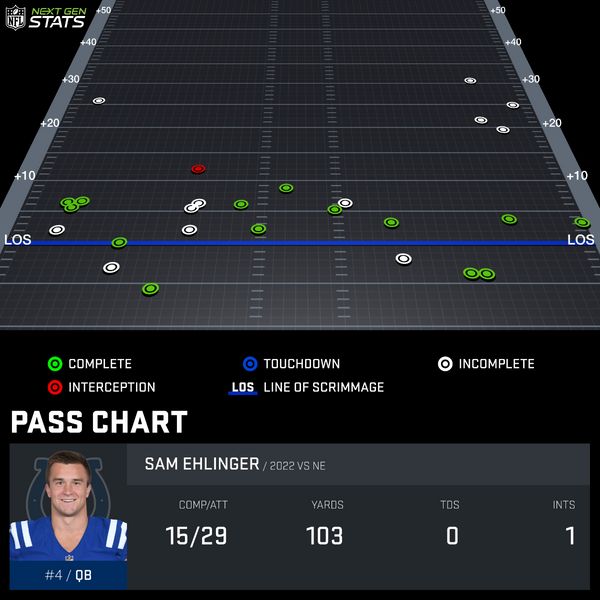 NFL NEXT GEN STATS
+50 +50
+40 +40
+30 +30
+20 +20
+10 +10
LOS LOS
COMPLETE TOUCHDOWN INCOMPLETE
INTERCEPTION LOS LINE OF SCRIMMAGE
PASS CHART
SAM EHLINGER / 2022 VS NE
COMP/ATT YARDS TDS INTS
15/29 103 0 1
#4 / QB